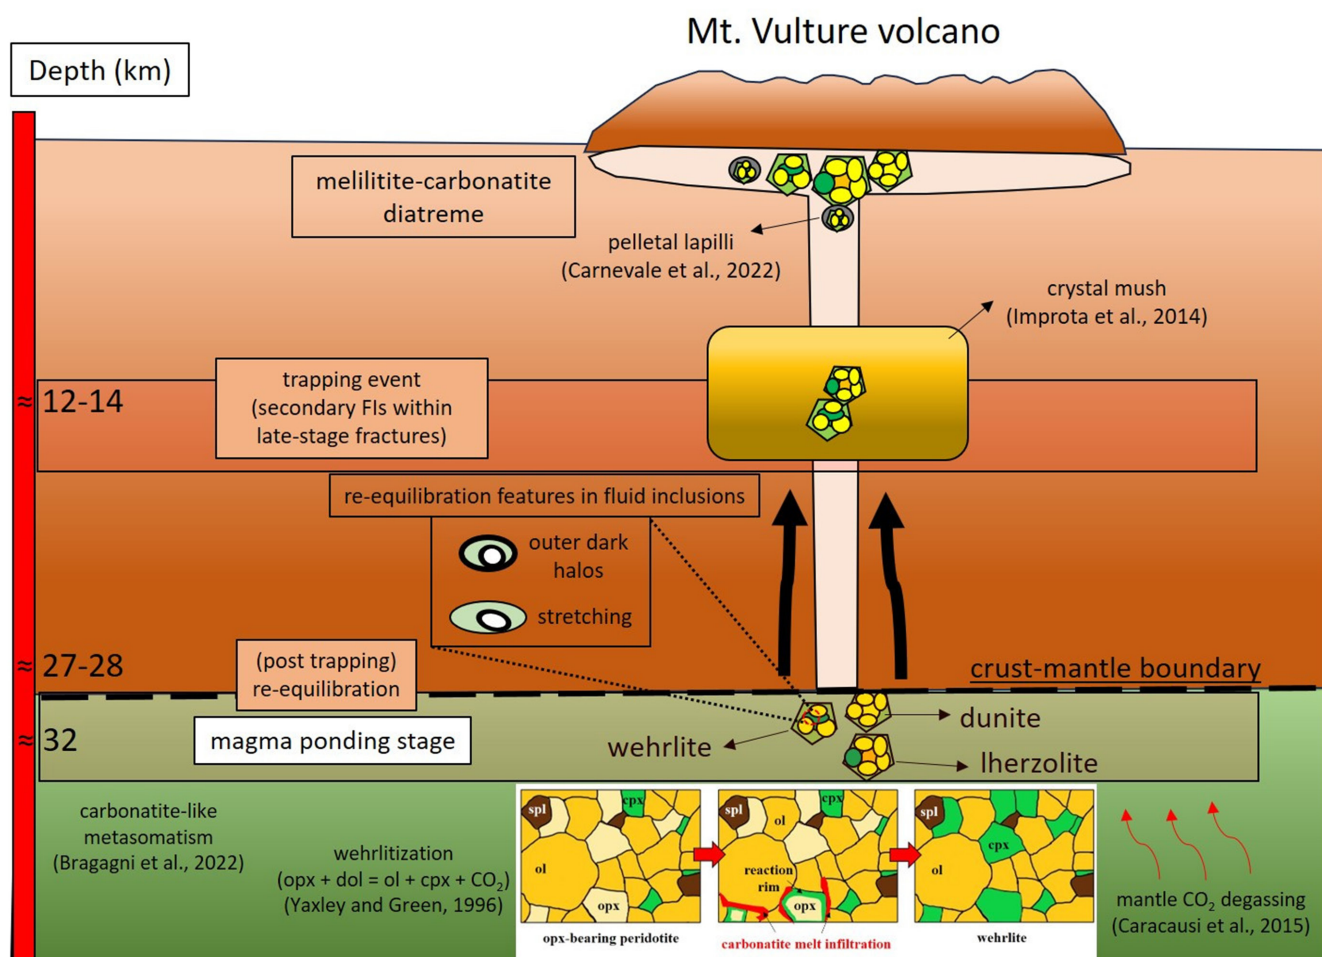 Mt. Vulture volcano
Depth (km)
melilitite-carbonatite
diatreme
pelletal lapilli
(Carnevale et al., 2022)
crystal mush
(Improta et al., 2014)
≈ 12-14
trapping event
(secondary FIs within
late-stage fractures)
re-equilibration features in fluid inclusions
outer dark
halos
stretching
≈ 27-28
(post trapping)
re-equilibration
crust-mantle boundary
≈ 32
magma ponding stage
wehrlite
dunite
lherzolite
carbonatite-like
metasomatism
(Bragagni et al., 2022)
wehrlitization
(opx + dol = ol + cpx + CO₂)
(Yaxley and Green, 1996)
spl
cpx
ol
opx
opx-bearing peridotite
spl
cpx
ol
reaction
rim
opx
carbonatite melt infiltration
spl
cpx
ol
wehrlite
mantle CO₂ degassing
(Caracausi et al., 2015)